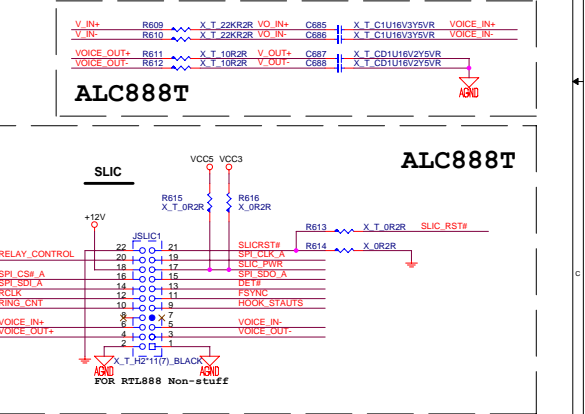 V_IN+ R609 X_T_22KR2R VO_IN+ C685 X_T_C1U16V3Y5VR VOICE_IN+
V_IN- R610 X_T_22KR2R VO_IN- C686 X_T_C1U16V3Y5VR VOICE_IN-
VOICE_OUT+ R611 X_T_10R2R V_OUT+ C687 X_T_CD1U16V2Y5VR
VOICE_OUT- R612 X_T_10R2R V_OUT- C688 X_T_CD1U16V2Y5VR
ALC888T
AGND
ALC888T
SLIC
VCC5 VCC3
R615 R616
X_T_0R2R X_0R2R
+12V
R613 X_T_0R2R SLIC_RST#
JSLIC1
R614 X_0R2R
22 21 SLICRST#
RELAY_CONTROL 20 19 SPI_CLK_A
18 17 SLIC_PWR
SPI_CS#_A 16 15 SPI_SDO_A
SPI_SDI_A 14 13 DET#
RCLK 12 11 FSYNC
RING_CNT 10 9 HOOK_STAUTS
8 7
VOICE_IN+ 6 5 VOICE_IN-
VOICE_OUT+ 4 3 VOICE_OUT-
2 1
X_T_H2*11(7)_BLACK
AGND AGND
FOR RTL888 Non-stuff
C